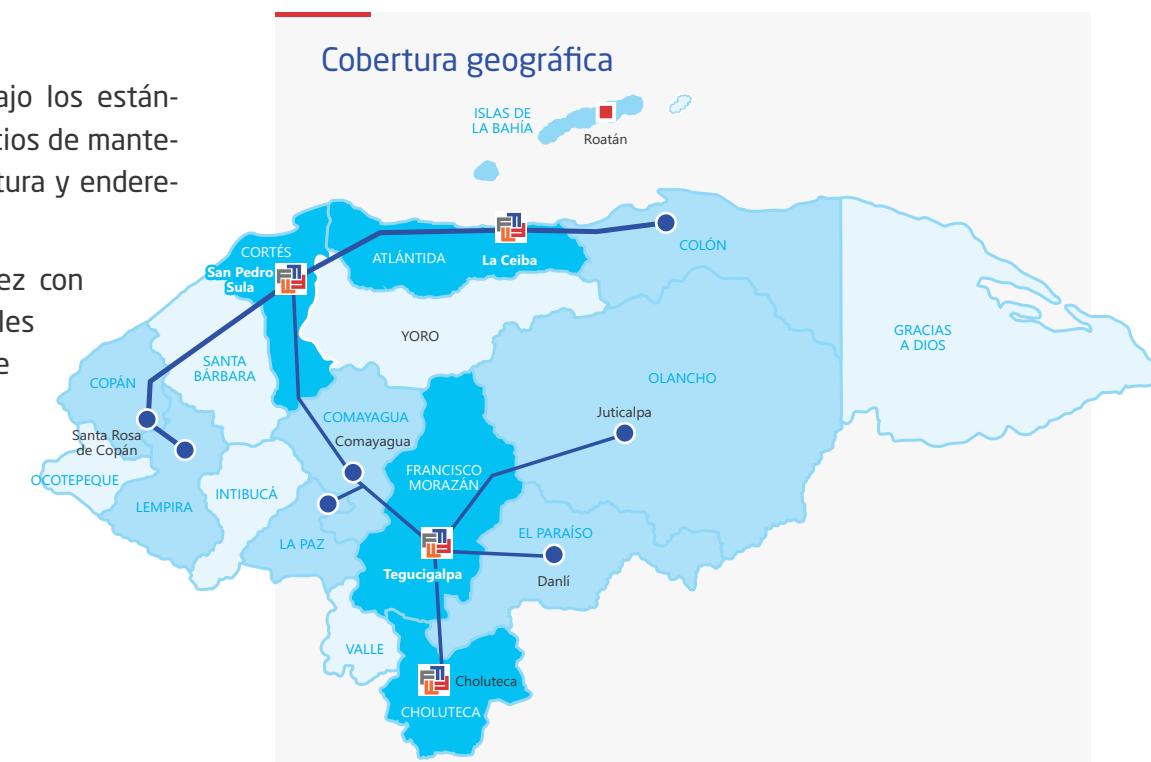 ajo los están-
cios de mante-
tura y endere-
ez con
les
e
Cobertura geográfica
ISLAS DE
LA BAHÍA
Roatán
CORTÉS
San Pedro
Sula
ATLÁNTIDA
La Ceiba
COLÓN
YORO
GRACIAS
A DIOS
SANTA
BÁRBARA
COPÁN
OLANCHO
COMAYAGUA
Comayagua
Juticalpa
Santa Rosa
de Copán
OCOTEPEQUE
FRANCISCO
MORAZÁN
INTIBUCÁ
LEMPIRA
LA PAZ
EL PARAÍSO
Danlí
Tegucigalpa
VALLE
Choluteca
CHOLUTECA